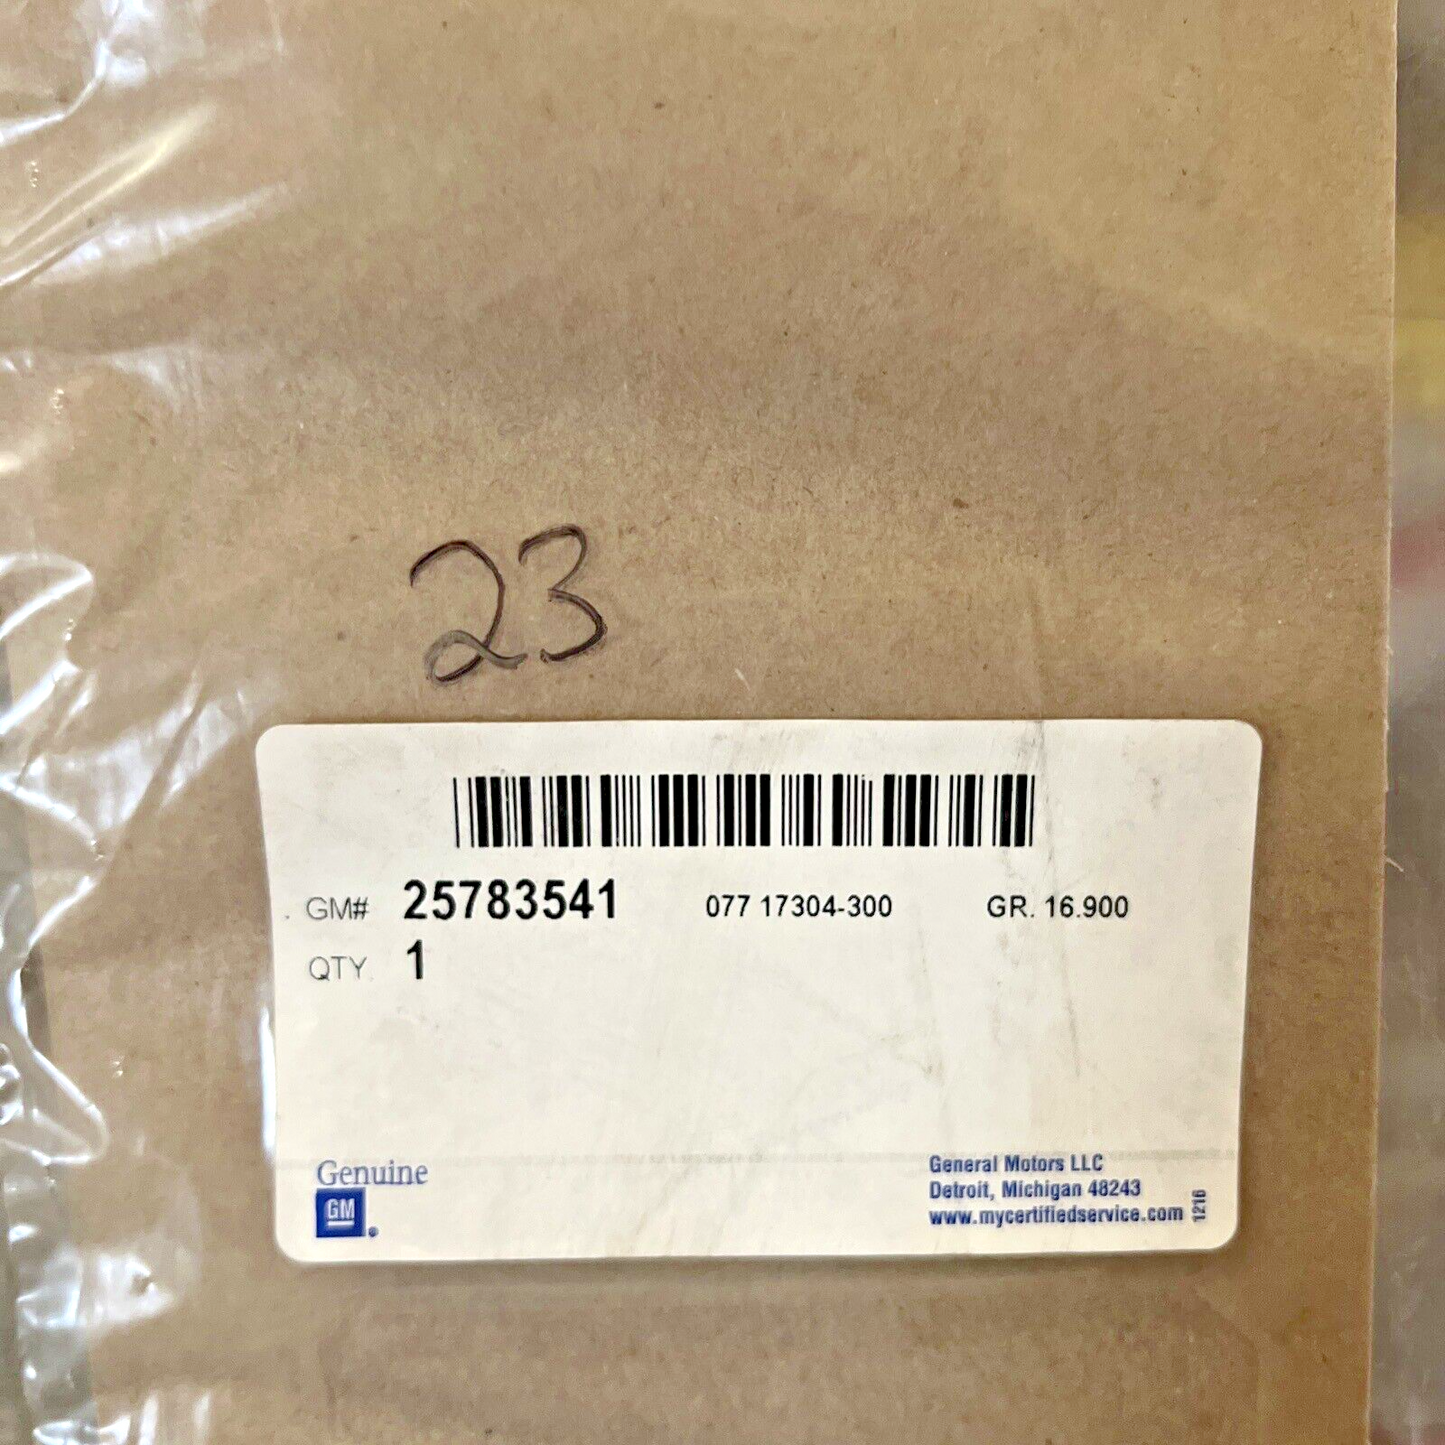 23
GM# 25783541 077 17304-300 GR. 16.900
QTY. 1
Genuine
GM
General Motors LLC
Detroit, Michigan 48243
www.mycertifiedservice.com
1216